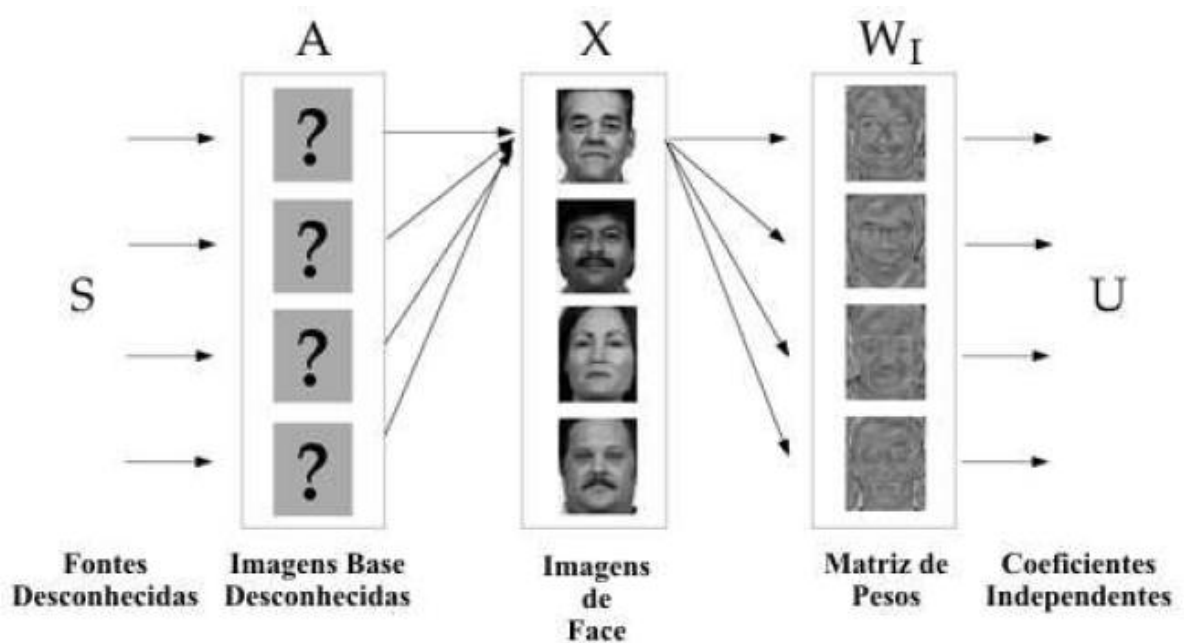 A
X
W_I
?
?
?
?
S
U
Fontes
Desconhecidas
Imagens Base
Desconhecidas
Imagens
de
Face
Matriz de
Pesos
Coeficientes
Independentes